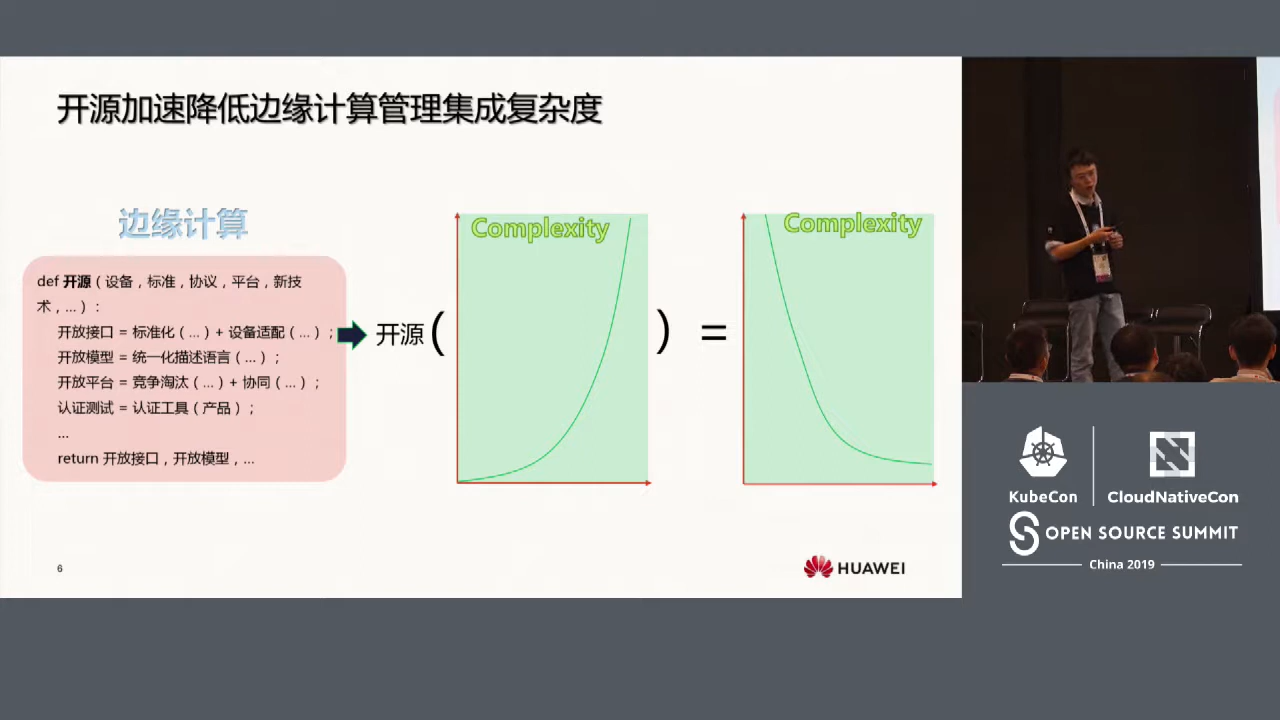 开源加速降低边缘计算管理集成复杂度
边缘计算
def 开源（设备，标准，协议，平台，新技
术，...）：
开放接口 = 标准化（...）+ 设备适配（...）；
开放模型 = 统一化描述语言（...）；
开放平台 = 竞争淘汰（...）+ 协同（...）；
认证测试 = 认证工具（产品）；
...
return 开放接口，开放模型，...
开源(
Complexity
) =
Complexity
6
HUAWEI
KubeCon
CloudNativeCon
OPEN SOURCE SUMMIT
China 2019